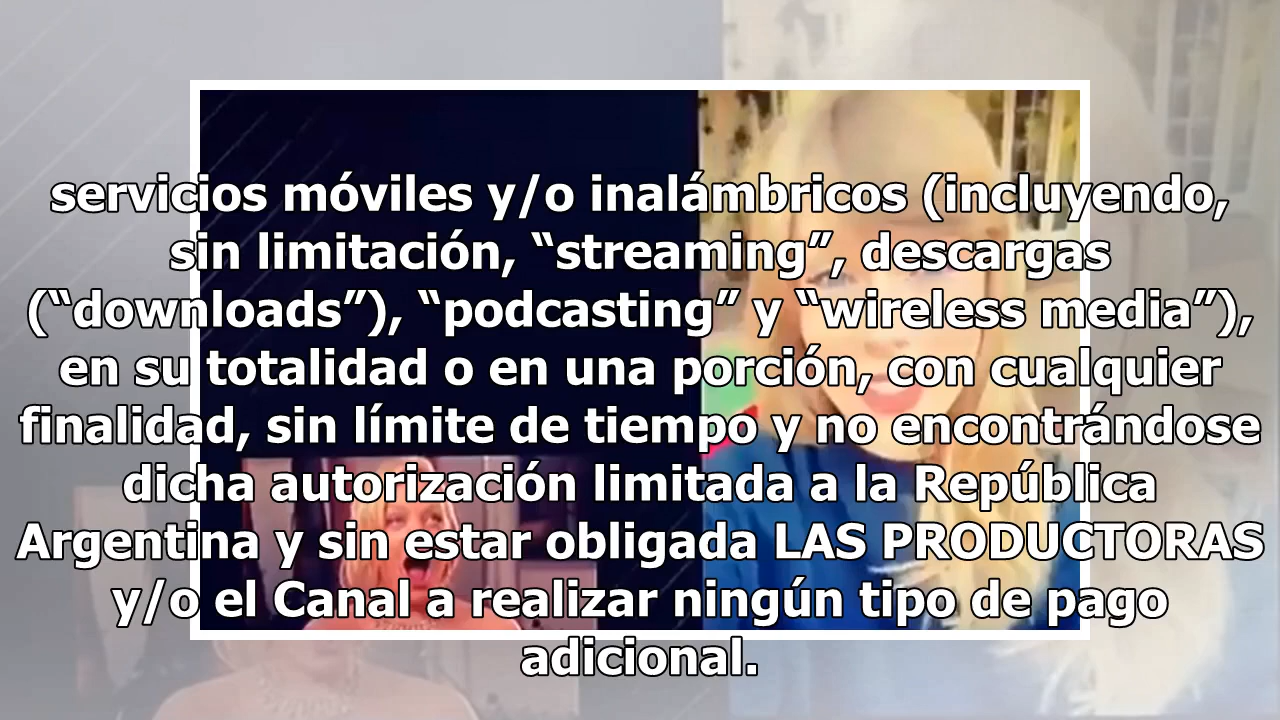 servicios móviles y/o inalámbricos (incluyendo,
sin limitación, “streaming”, descargas
(“downloads”), “podcasting” y “wireless media”),
en su totalidad o en una porción, con cualquier
finalidad, sin límite de tiempo y no encontrándose
dicha autorización limitada a la República
Argentina y sin estar obligada LAS PRODUCTORAS
y/o el Canal a realizar ningún tipo de pago
adicional.